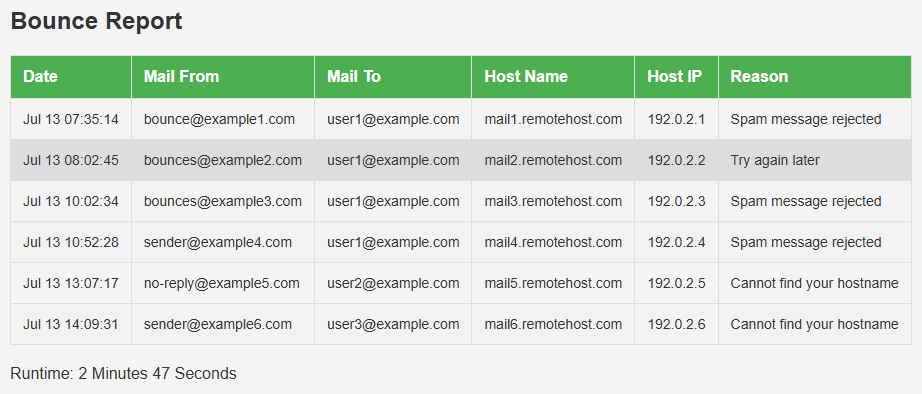 Bounce Report
Date Mail From Mail To Host Name Host IP Reason
Jul 13 07:35:14 bounce@example1.com user1@example.com mail1.remotehost.com 192.0.2.1 Spam message rejected
Jul 13 08:02:45 bounces@example2.com user1@example.com mail2.remotehost.com 192.0.2.2 Try again later
Jul 13 10:02:34 bounces@example3.com user1@example.com mail3.remotehost.com 192.0.2.3 Spam message rejected
Jul 13 10:52:28 sender@example4.com user1@example.com mail4.remotehost.com 192.0.2.4 Spam message rejected
Jul 13 13:07:17 no-reply@example5.com user2@example.com mail5.remotehost.com 192.0.2.5 Cannot find your hostname
Jul 13 14:09:31 sender@example6.com user3@example.com mail6.remotehost.com 192.0.2.6 Cannot find your hostname
Runtime: 2 Minutes 47 Seconds